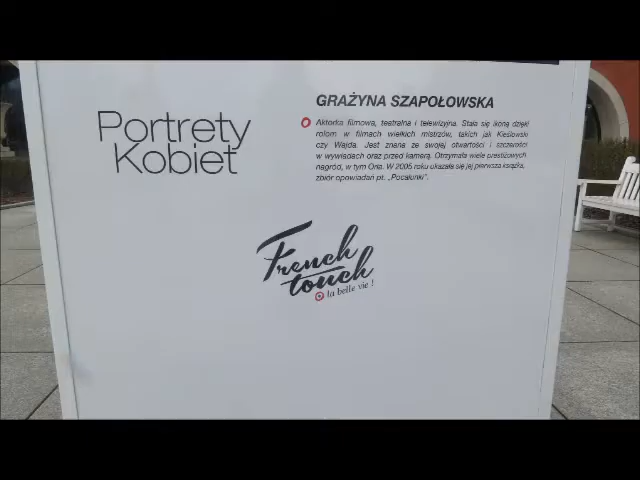 Portrety
Kobiet
GRAŻYNA SZAPOŁOWSKA
Aktorka filmowa, teatralna i telewizyjna. Stała się ikoną dzięki
rolom w filmach wielkich mistrzów, takich jak Kieślowski
czy Wajda. Jest znana ze swojej otwartości i szczerości
w wywiadach oraz przed kamerą. Otrzymała wiele prestiżowych
nagród, w tym Orła. W 2005 roku ukazała się jej pierwsza książka,
zbiór opowiadań pt. „Pocałunki”.
French
touch
la belle vie !